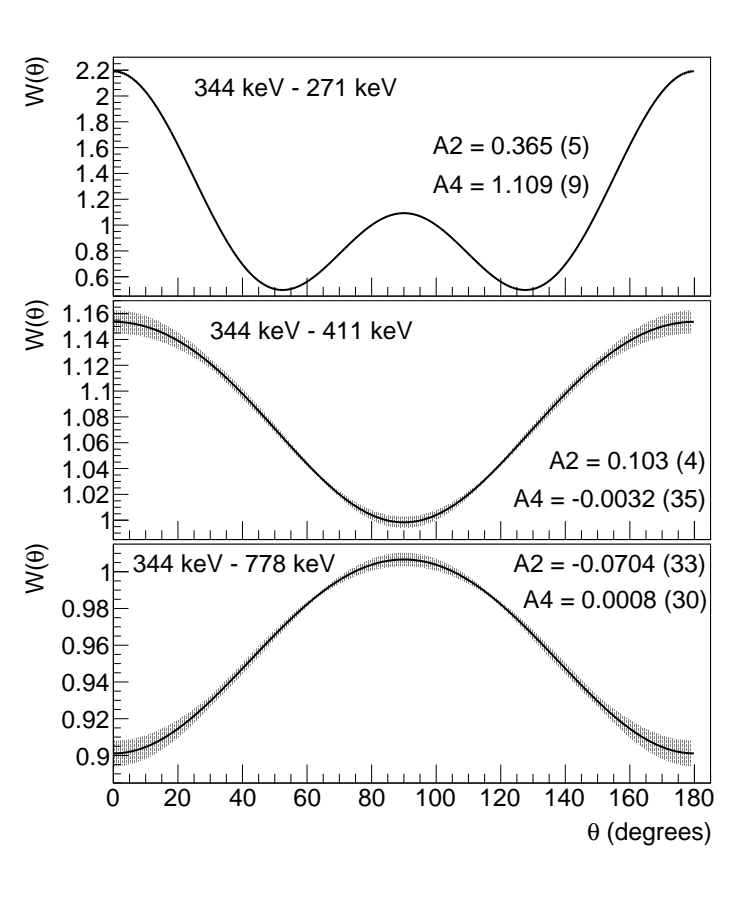 W(θ)
2.2
2
1.8
1.6
1.4
1.2
1
0.8
0.6
344 keV - 271 keV
A2 = 0.365 (5)
A4 = 1.109 (9)
W(θ)
1.16
1.14
1.12
1.1
1.08
1.06
1.04
1.02
1
344 keV - 411 keV
A2 = 0.103 (4)
A4 = -0.0032 (35)
W(θ)
1
0.98
0.96
0.94
0.92
0.9
344 keV - 778 keV
A2 = -0.0704 (33)
A4 = 0.0008 (30)
0 20 40 60 80 100 120 140 160 180
θ (degrees)